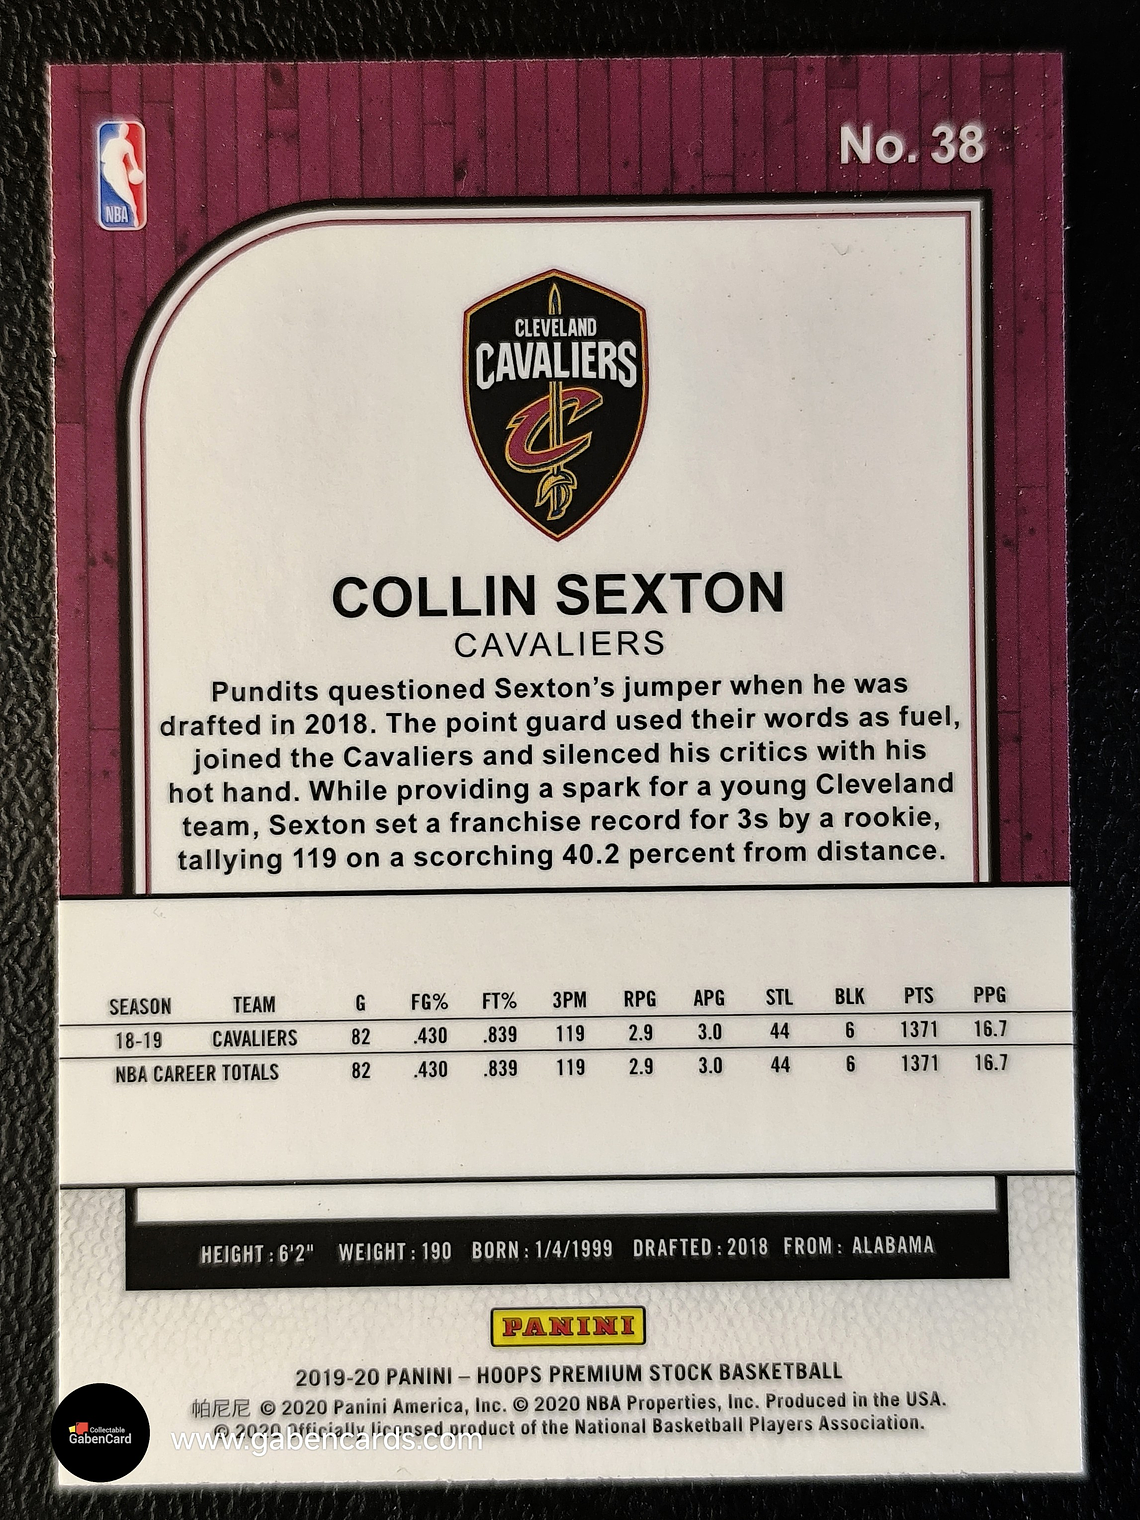 No. 38
NBA
CLEVELAND
CAVALIERS
COLLIN SEXTON
CAVALIERS
Pundits questioned Sexton's jumper when he was
drafted in 2018. The point guard used their words as fuel,
joined the Cavaliers and silenced his critics with his
hot hand. While providing a spark for a young Cleveland
team, Sexton set a franchise record for 3s by a rookie,
tallying 119 on a scorching 40.2 percent from distance.
SEASON TEAM G FG% FT% 3PM RPG APG STL BLK PTS PPG
18-19 CAVALIERS 82 .430 .839 119 2.9 3.0 44 6 1371 16.7
NBA CAREER TOTALS 82 .430 .839 119 2.9 3.0 44 6 1371 16.7
HEIGHT: 6'2" WEIGHT: 190 BORN: 1/4/1999 DRAFTED: 2018 FROM: ALABAMA
PANINI
2019-20 PANINI – HOOPS PREMIUM STOCK BASKETBALL
帕尼尼 © 2020 Panini America, Inc. © 2020 NBA Properties, Inc. Produced in the USA.
© 2020 Officially licensed product of the National Basketball Players Association.
Collectable
GabenCard
www.gabencards.com